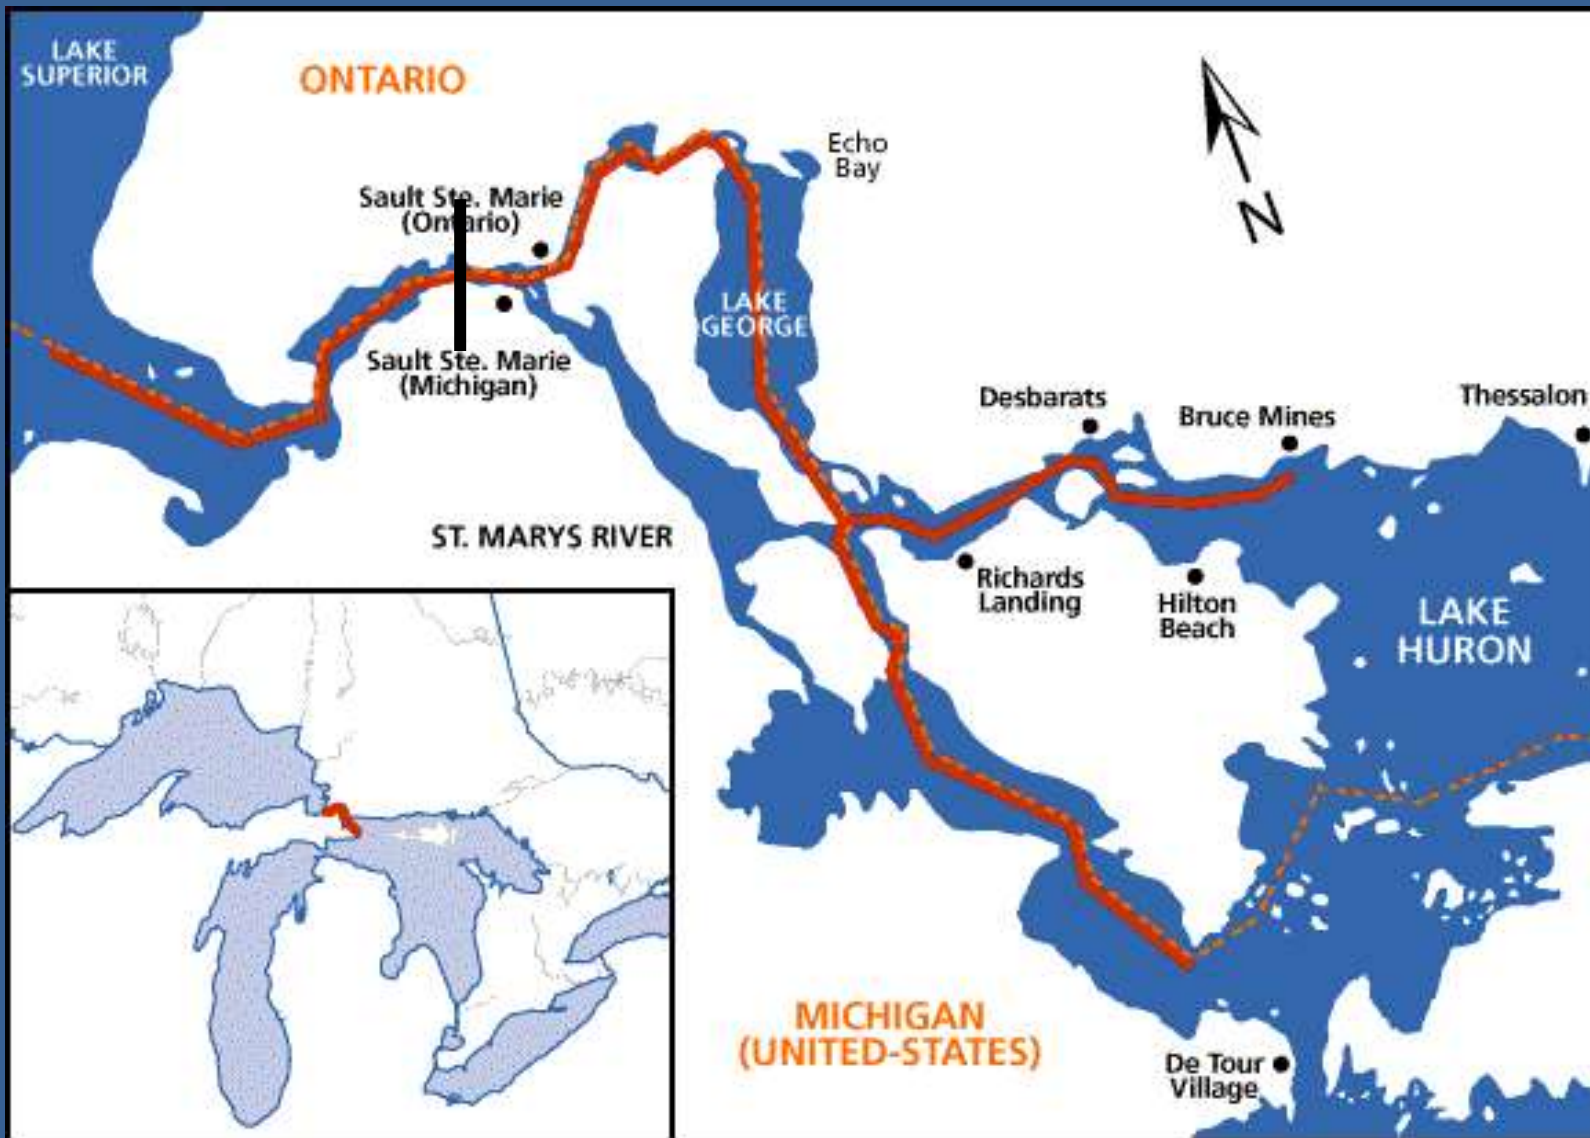 LAKE
SUPERIOR
ONTARIO
Echo
Bay
N
Sault Ste. Marie
(Ontario)
LAKE
GEORGE
Sault Ste. Marie
(Michigan)
Desbarats
Bruce Mines
Thessalon
ST. MARYS RIVER
Richards
Landing
Hilton
Beach
LAKE
HURON
MICHIGAN
(UNITED-STATES)
De Tour
Village